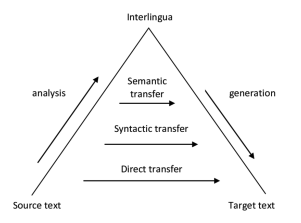 Interlingua
analysis
Semantic
transfer
generation
Syntactic transfer
Direct transfer
Source text
Target text